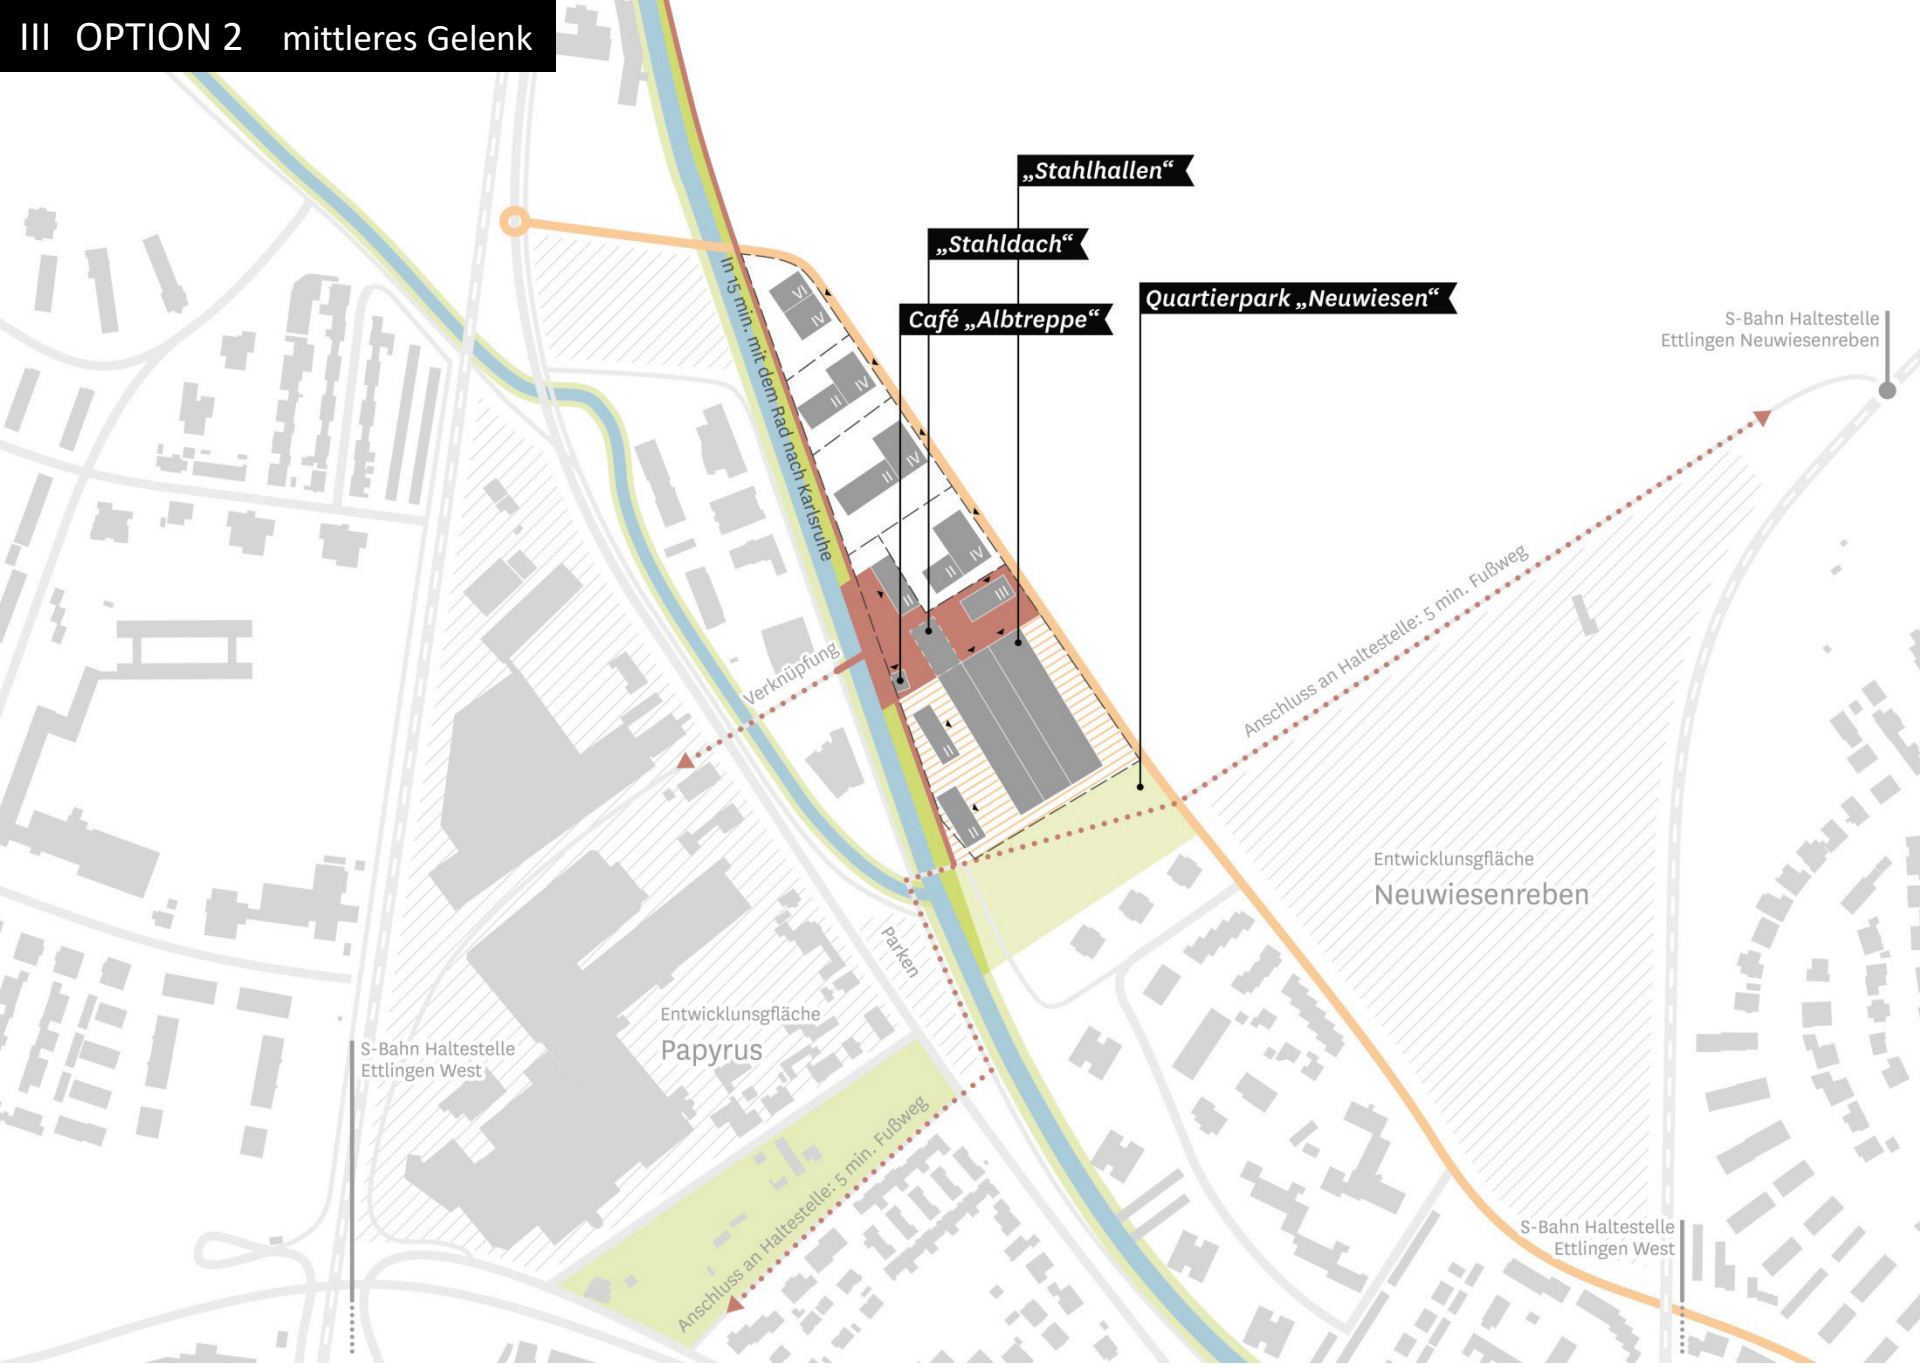 III OPTION 2 mittleres Gelenk
„Stahlhallen“
„Stahldach“
Café „Albtreppe“
Quartierpark „Neuwiesen“
S-Bahn Haltestelle
Ettlingen Neuwiesenreben
In 15 min. mit dem Rad nach Karlsruhe
VI
IV
IV
II
IV
II
IV
II
II
III
II
II
Verknüpfung
Anschluss an Haltestelle: 5 min. Fußweg
Entwicklunsgfläche
Neuwiesenreben
Parken
Entwicklunsgfläche
Papyrus
S-Bahn Haltestelle
Ettlingen West
Anschluss an Haltestelle: 5 min. Fußweg
S-Bahn Haltestelle
Ettlingen West